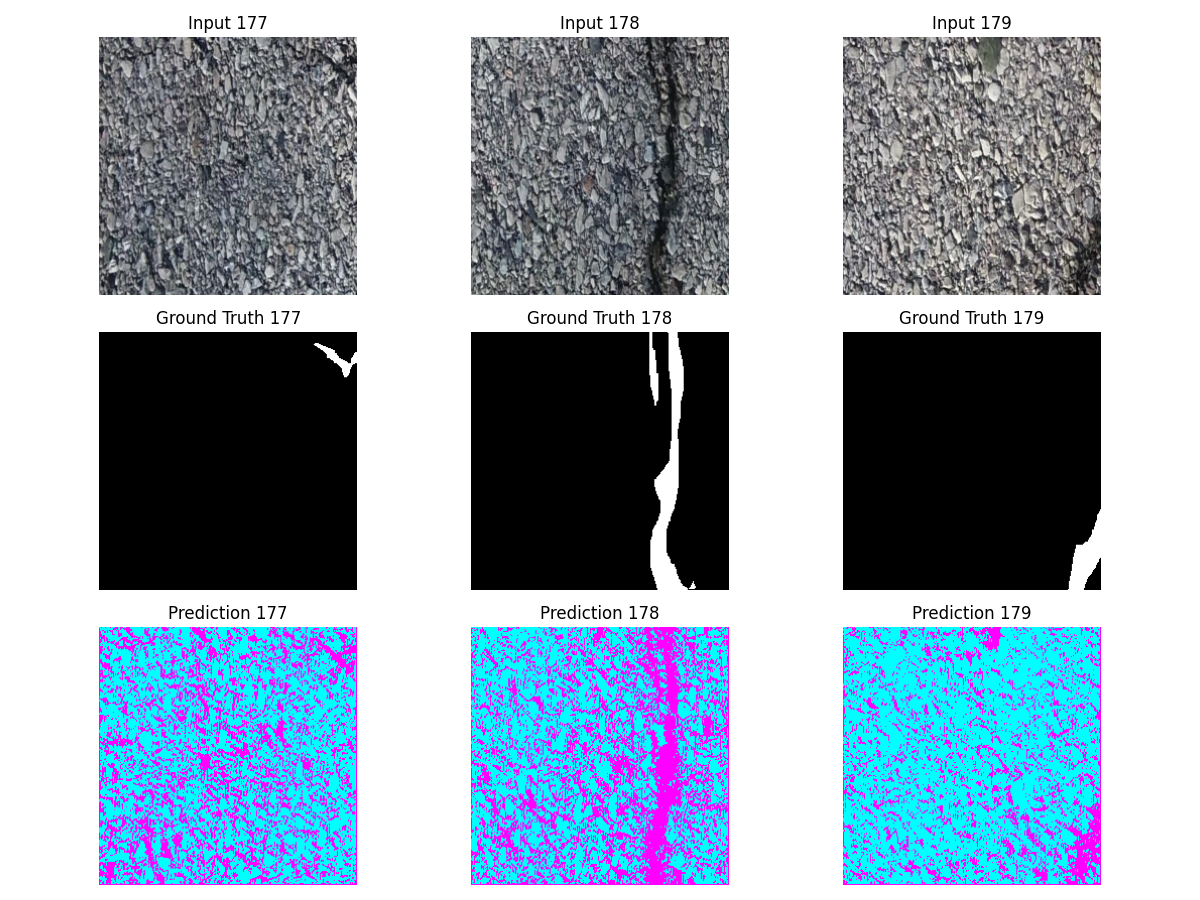 Input 177
Input 178
Input 179
Ground Truth 177
Ground Truth 178
Ground Truth 179
Prediction 177
Prediction 178
Prediction 179